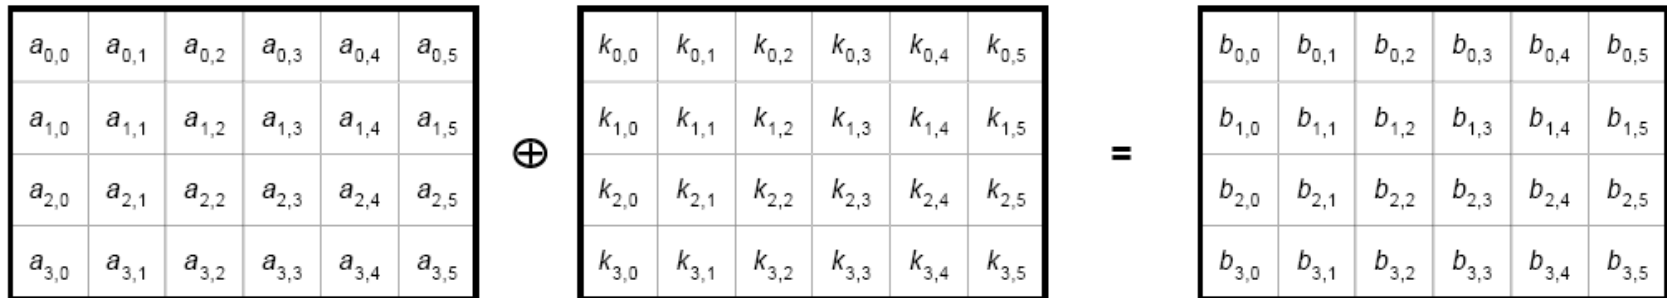 a0,0 a0,1 a0,2 a0,3 a0,4 a0,5 k0,0 k0,1 k0,2 k0,3 k0,4 k0,5 b0,0 b0,1 b0,2 b0,3 b0,4 b0,5
a1,0 a1,1 a1,2 a1,3 a1,4 a1,5 k1,0 k1,1 k1,2 k1,3 k1,4 k1,5 b1,0 b1,1 b1,2 b1,3 b1,4 b1,5
⊕ =
a2,0 a2,1 a2,2 a2,3 a2,4 a2,5 k2,0 k2,1 k2,2 k2,3 k2,4 k2,5 b2,0 b2,1 b2,2 b2,3 b2,4 b2,5
a3,0 a3,1 a3,2 a3,3 a3,4 a3,5 k3,0 k3,1 k3,2 k3,3 k3,4 k3,5 b3,0 b3,1 b3,2 b3,3 b3,4 b3,5